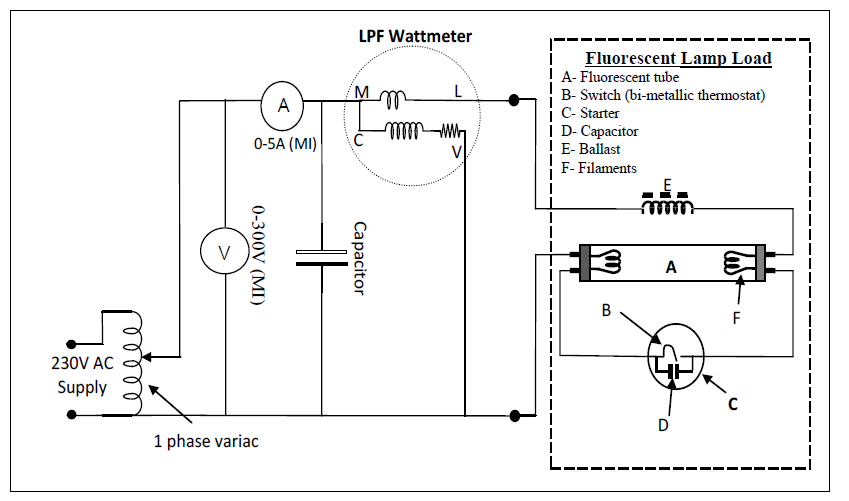 LPF Wattmeter
Fluorescent Lamp Load
A- Fluorescent tube
B- Switch (bi-metallic thermostat)
C- Starter
D- Capacitor
E- Ballast
F- Filaments
M
L
A
0-5A (MI)
C
V
E
V
0-300V (MI)
Capacitor
A
F
B
230V AC
Supply
C
D
1 phase variac